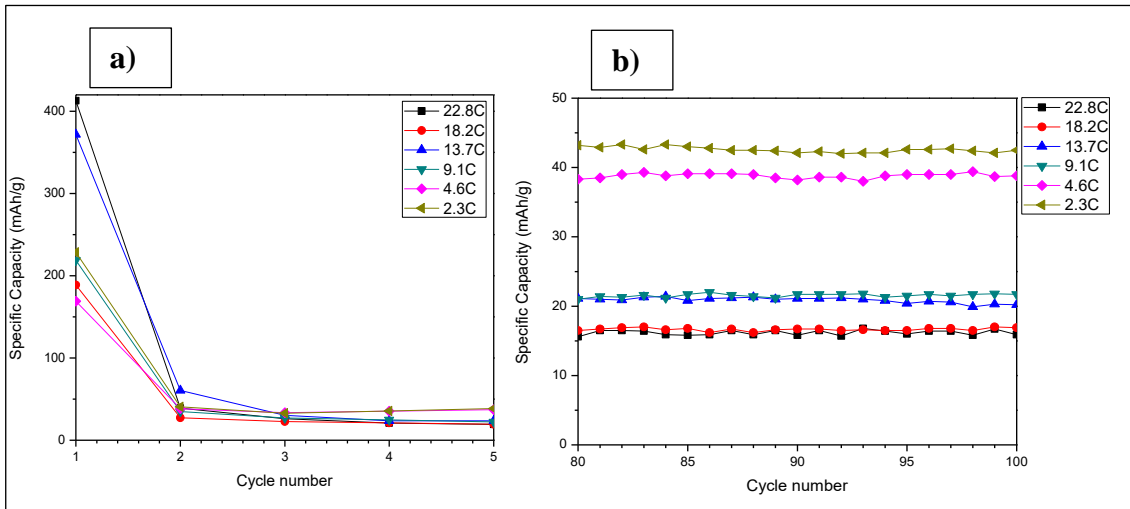 a)
b)
Specific Capacity (mAh/g)
400
300
200
100
0
1 2 3 4 5
Cycle number
22.8C
18.2C
13.7C
9.1C
4.6C
2.3C
Specific Capacity (mAh/g)
50
40
30
20
10
0
80 85 90 95 100
Cycle number
22.8C
18.2C
13.7C
9.1C
4.6C
2.3C